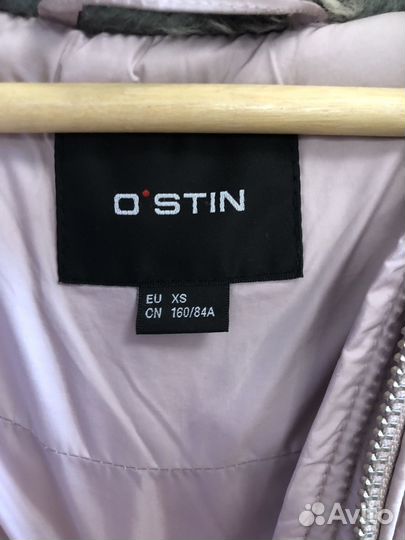 O'STIN
EU XS
CN 160/84A
Avito